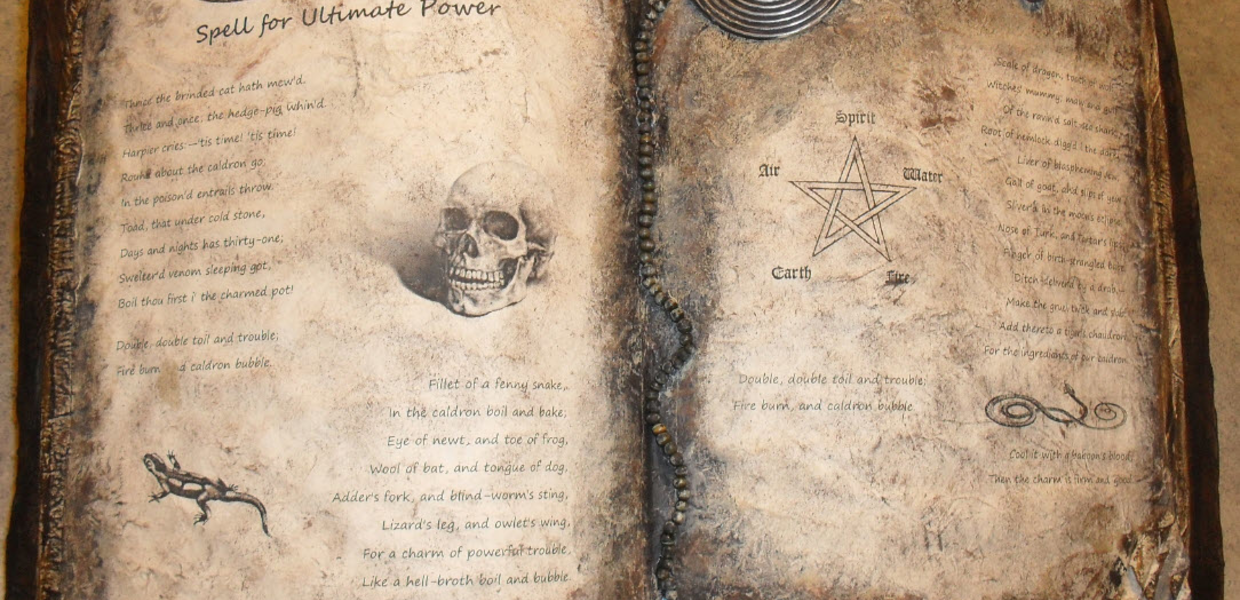 Spell for Ultimate Power
Thrice the brinded cat hath mew'd.
Thrice and once, the hedge-pig whin'd.
Harpier cries:—'tis time! 'tis time!
Round about the caldron go;
In the poison'd entrails throw.
Toad, that under cold stone,
Days and nights has thirty-one;
Swelter'd venom sleeping got,
Boil thou first i' the charmed pot!
Double, double toil and trouble;
Fire burn d caldron bubble.
Fillet of a fenny snake,
In the caldron boil and bake;
Eye of newt, and toe of frog,
Wool of bat, and tongue of dog,
Adder's fork, and blind-worm's sting,
Lizard's leg, and owlet's wing,
For a charm of powerful trouble,
Like a hell-broth boil and bubble.
Spirit
Air
Water
Earth
Fire
Double, double toil and trouble;
Fire burn, and caldron bubble
Scale of dragon, tooth of wolf,
Witches' mummy, maw and gulf
Of the ravin'd salt-sea shark,
Root of hemlock digg'd i the dark,
Liver of blaspheming Jew,
Gall of goat, and slips of yew
Silver'd in the moon's eclipse,
Nose of Turk, and Tartar's lips,
Finger of birth-strangled babe
Ditch-deliver'd by a drab,—
Make the gruel thick and slab:
Add thereto a tiger's chaudron,
For the ingredients of our caldron.
Cool it with a baboon's blood,
Then the charm is firm and good.